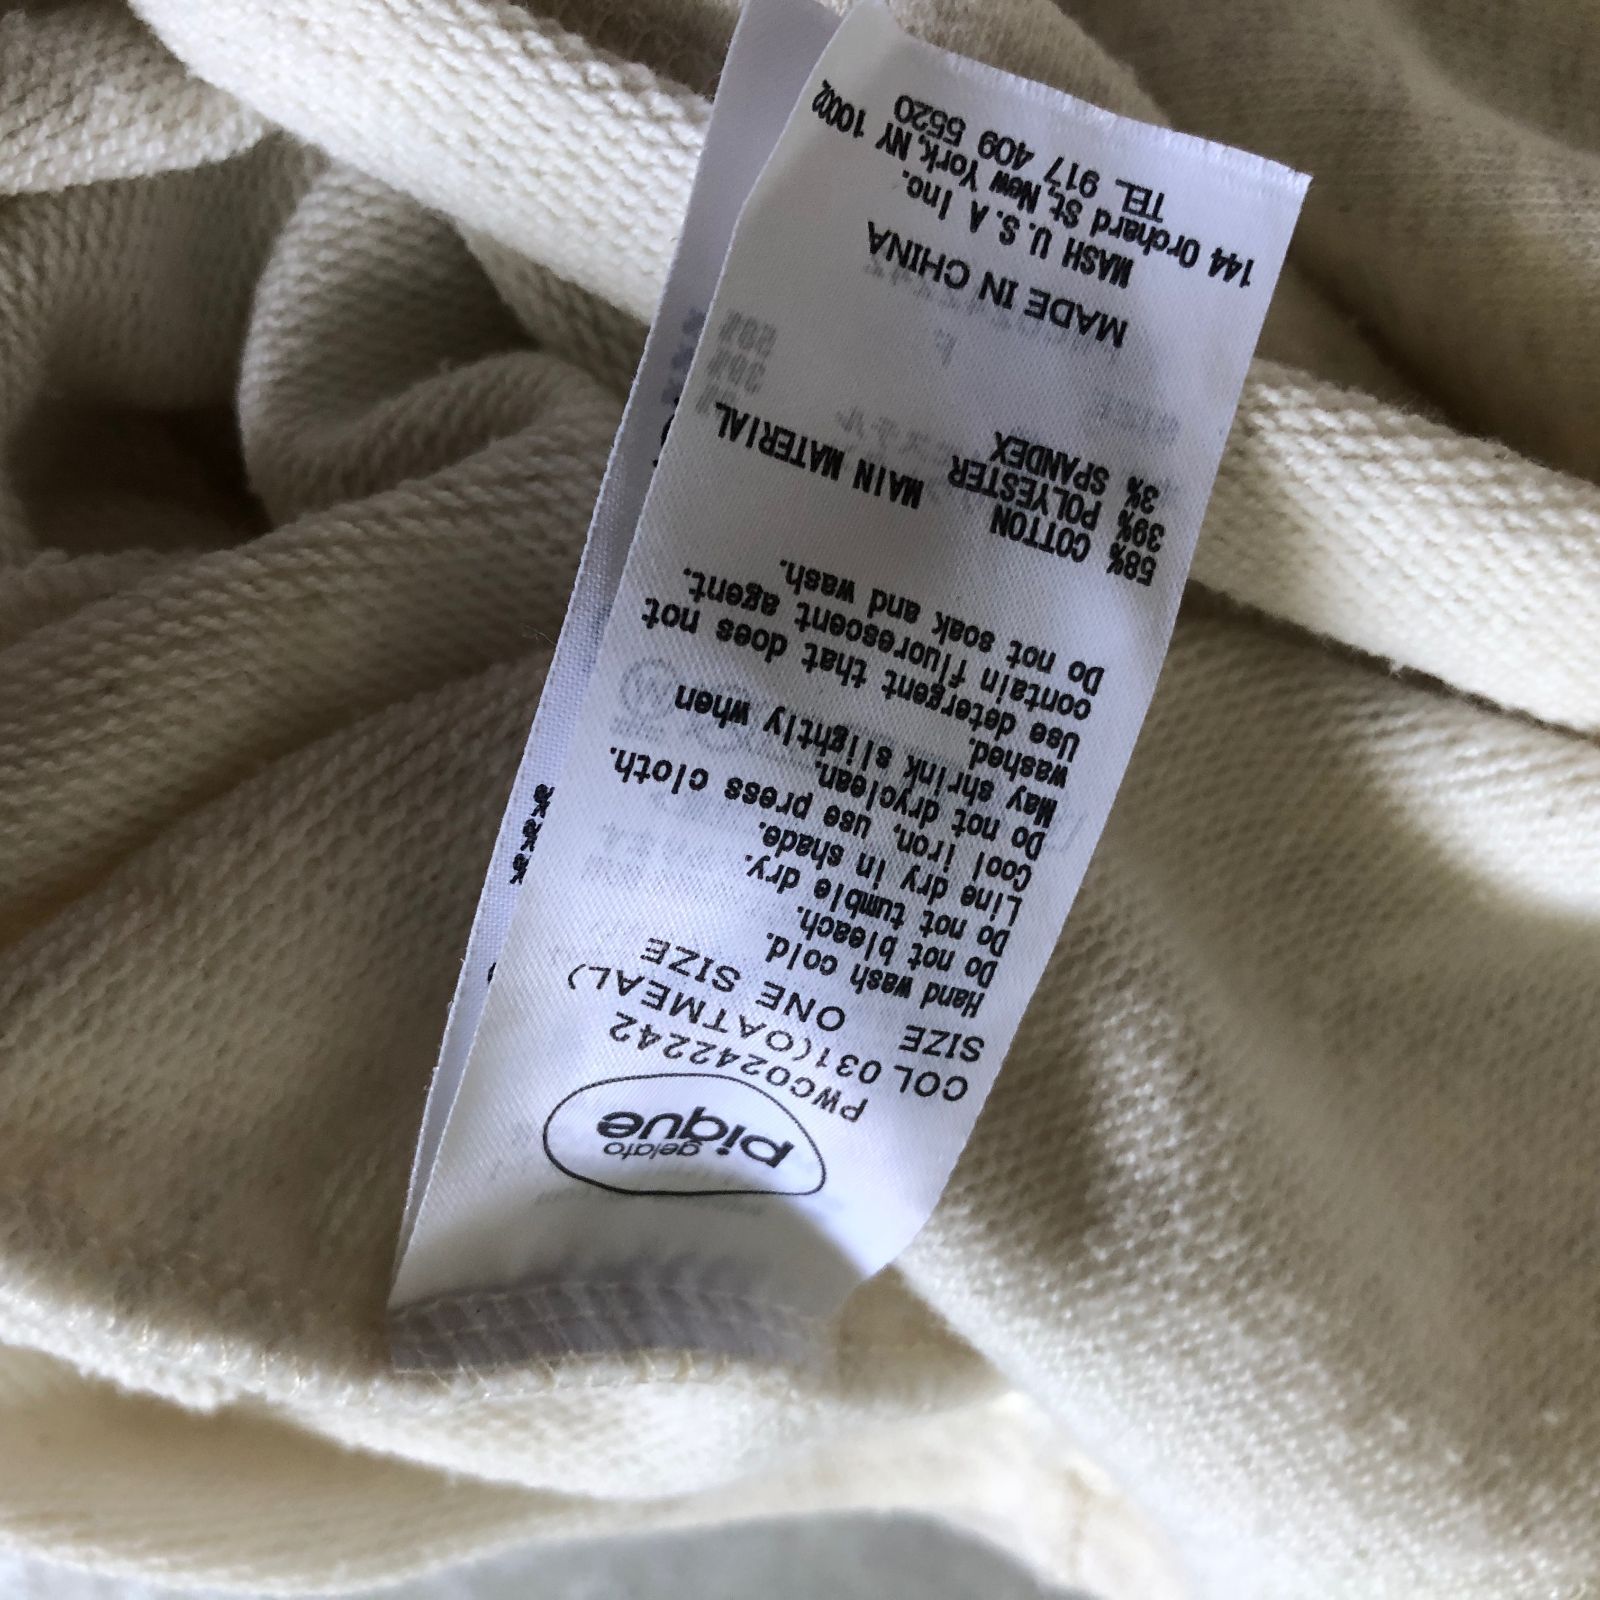 gelato
pique
PWCO242242
COL 031(OATMEAL)
SIZE ONE SIZE
Hand wash cold.
Do not bleach.
Do not tumble dry.
Line dry in shade.
Cool iron, use press cloth.
Do not dryclean.
May shrink slightly when
washed.
Use detergent that does not
contain fluorescent agent.
Do not soak and wash.
MAIN MATERIAL
58% COTTON
39% POLYESTER
3% SPANDEX
MADE IN CHINA
MASH U.S.A Inc.
144 Orchard St, New York, NY 10002
TEL 917 409 5520